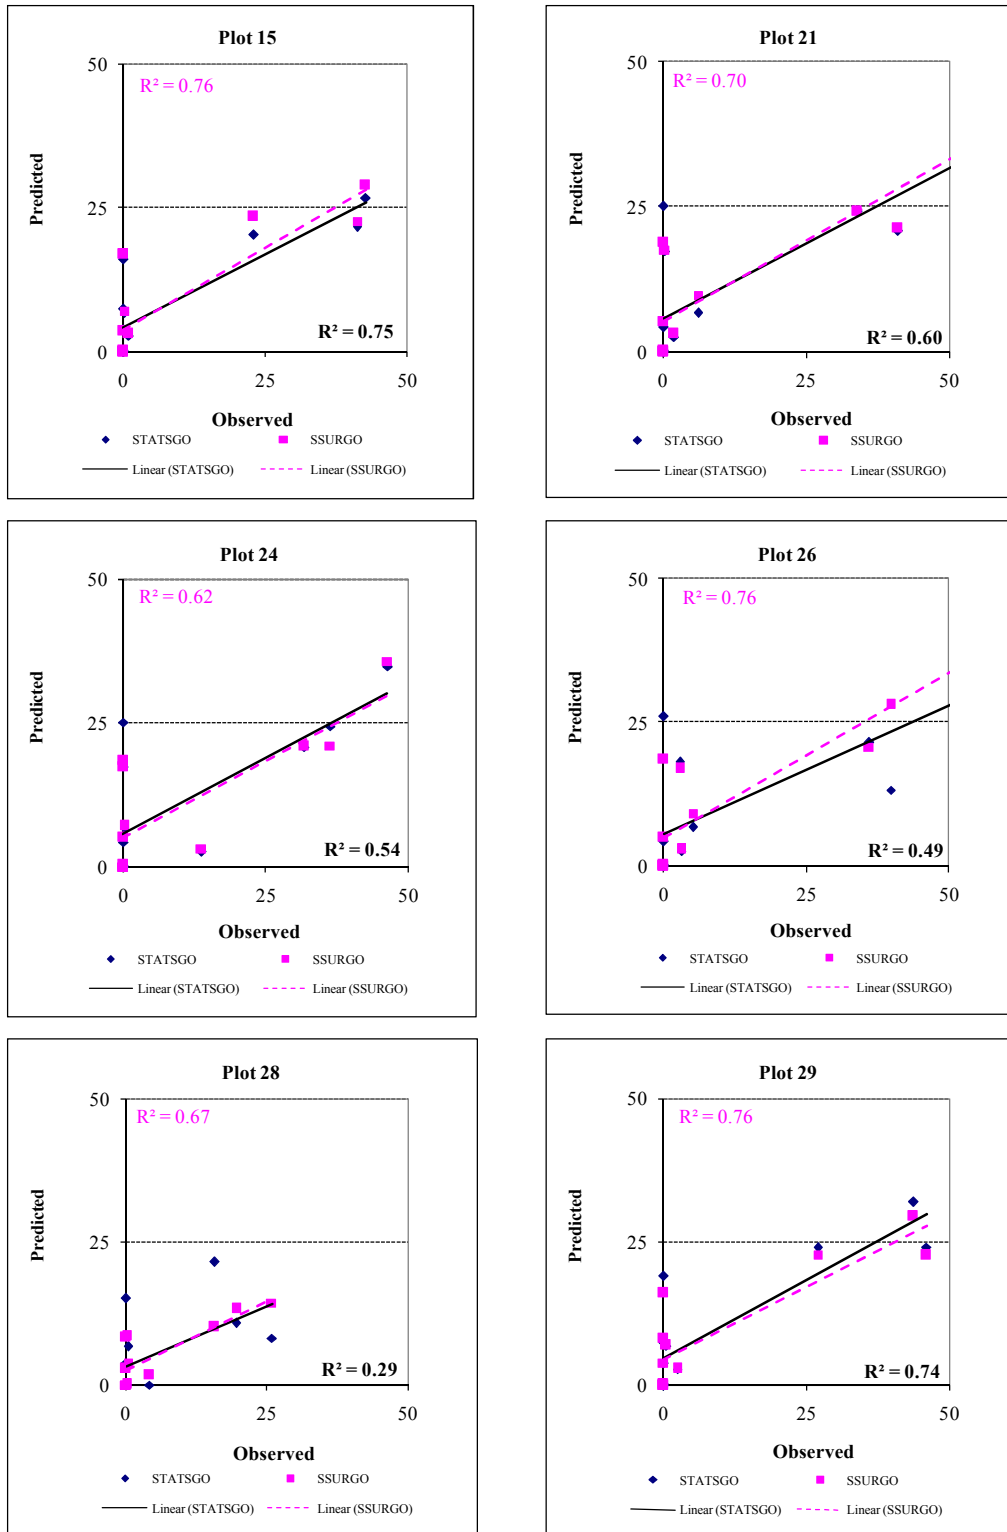 Plot 15
50
R² = 0.76
Predicted
25
R² = 0.75
0
0 25 50
Observed
STATSGO SSURGO
Linear (STATSGO) Linear (SSURGO)
Plot 21
50
R² = 0.70
Predicted
25
R² = 0.60
0
0 25 50
Observed
STATSGO SSURGO
Linear (STATSGO) Linear (SSURGO)
Plot 24
50
R² = 0.62
Predicted
25
R² = 0.54
0
0 25 50
Observed
STATSGO SSURGO
Linear (STATSGO) Linear (SSURGO)
Plot 26
50
R² = 0.76
Predicted
25
R² = 0.49
0
0 25 50
Observed
STATSGO SSURGO
Linear (STATSGO) Linear (SSURGO)
Plot 28
50
R² = 0.67
Predicted
25
R² = 0.29
0
0 25 50
Observed
STATSGO SSURGO
Linear (STATSGO) Linear (SSURGO)
Plot 29
50
R² = 0.76
Predicted
25
R² = 0.74
0
0 25 50
Observed
STATSGO SSURGO
Linear (STATSGO) Linear (SSURGO)